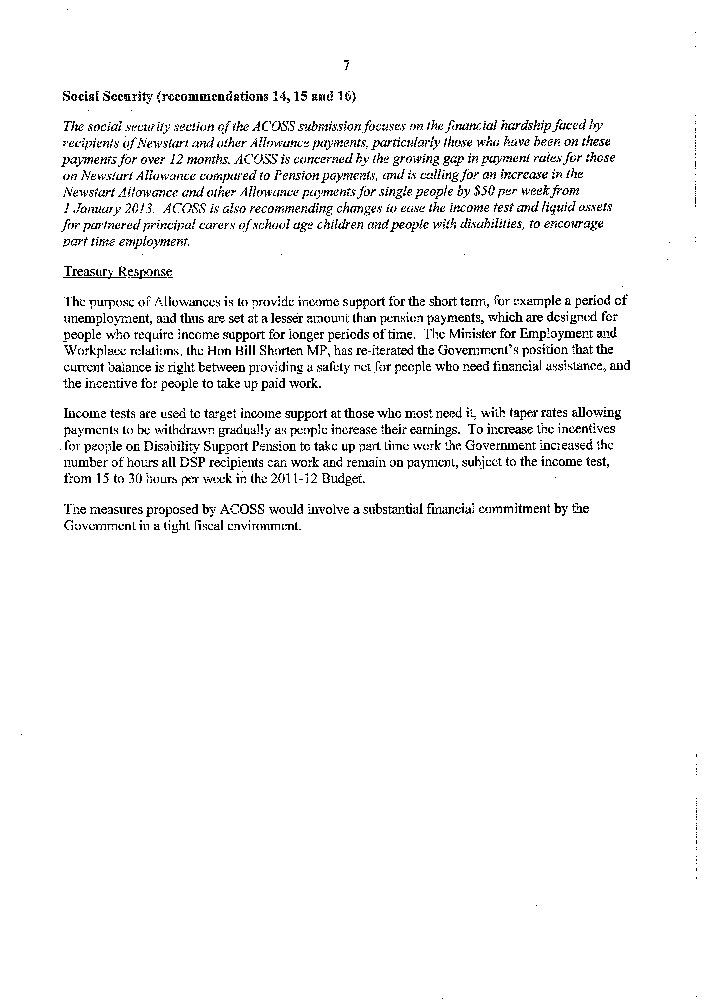 7
Social Security (recommendations 14, 15 and 16)
The social security section of the ACOSS submission focuses on the financial hardship faced by
recipients of Newstart and other Allowance payments, particularly those who have been on these
payments for over 12 months. ACOSS is concerned by the growing gap in payment rates for those
on Newstart Allowance compared to Pension payments, and is calling for an increase in the
Newstart Allowance and other Allowance payments for single people by $50 per week from
1 January 2013. ACOSS is also recommending changes to ease the income test and liquid assets
for partnered principal carers of school age children and people with disabilities, to encourage
part time employment.
Treasury Response
The purpose of Allowances is to provide income support for the short term, for example a period of
unemployment, and thus are set at a lesser amount than pension payments, which are designed for
people who require income support for longer periods of time. The Minister for Employment and
Workplace relations, the Hon Bill Shorten MP, has re-iterated the Government's position that the
current balance is right between providing a safety net for people who need financial assistance, and
the incentive for people to take up paid work.
Income tests are used to target income support at those who most need it, with taper rates allowing
payments to be withdrawn gradually as people increase their earnings. To increase the incentives
for people on Disability Support Pension to take up part time work the Government increased the
number of hours all DSP recipients can work and remain on payment, subject to the income test,
from 15 to 30 hours per week in the 2011-12 Budget.
The measures proposed by ACOSS would involve a substantial financial commitment by the
Government in a tight fiscal environment.